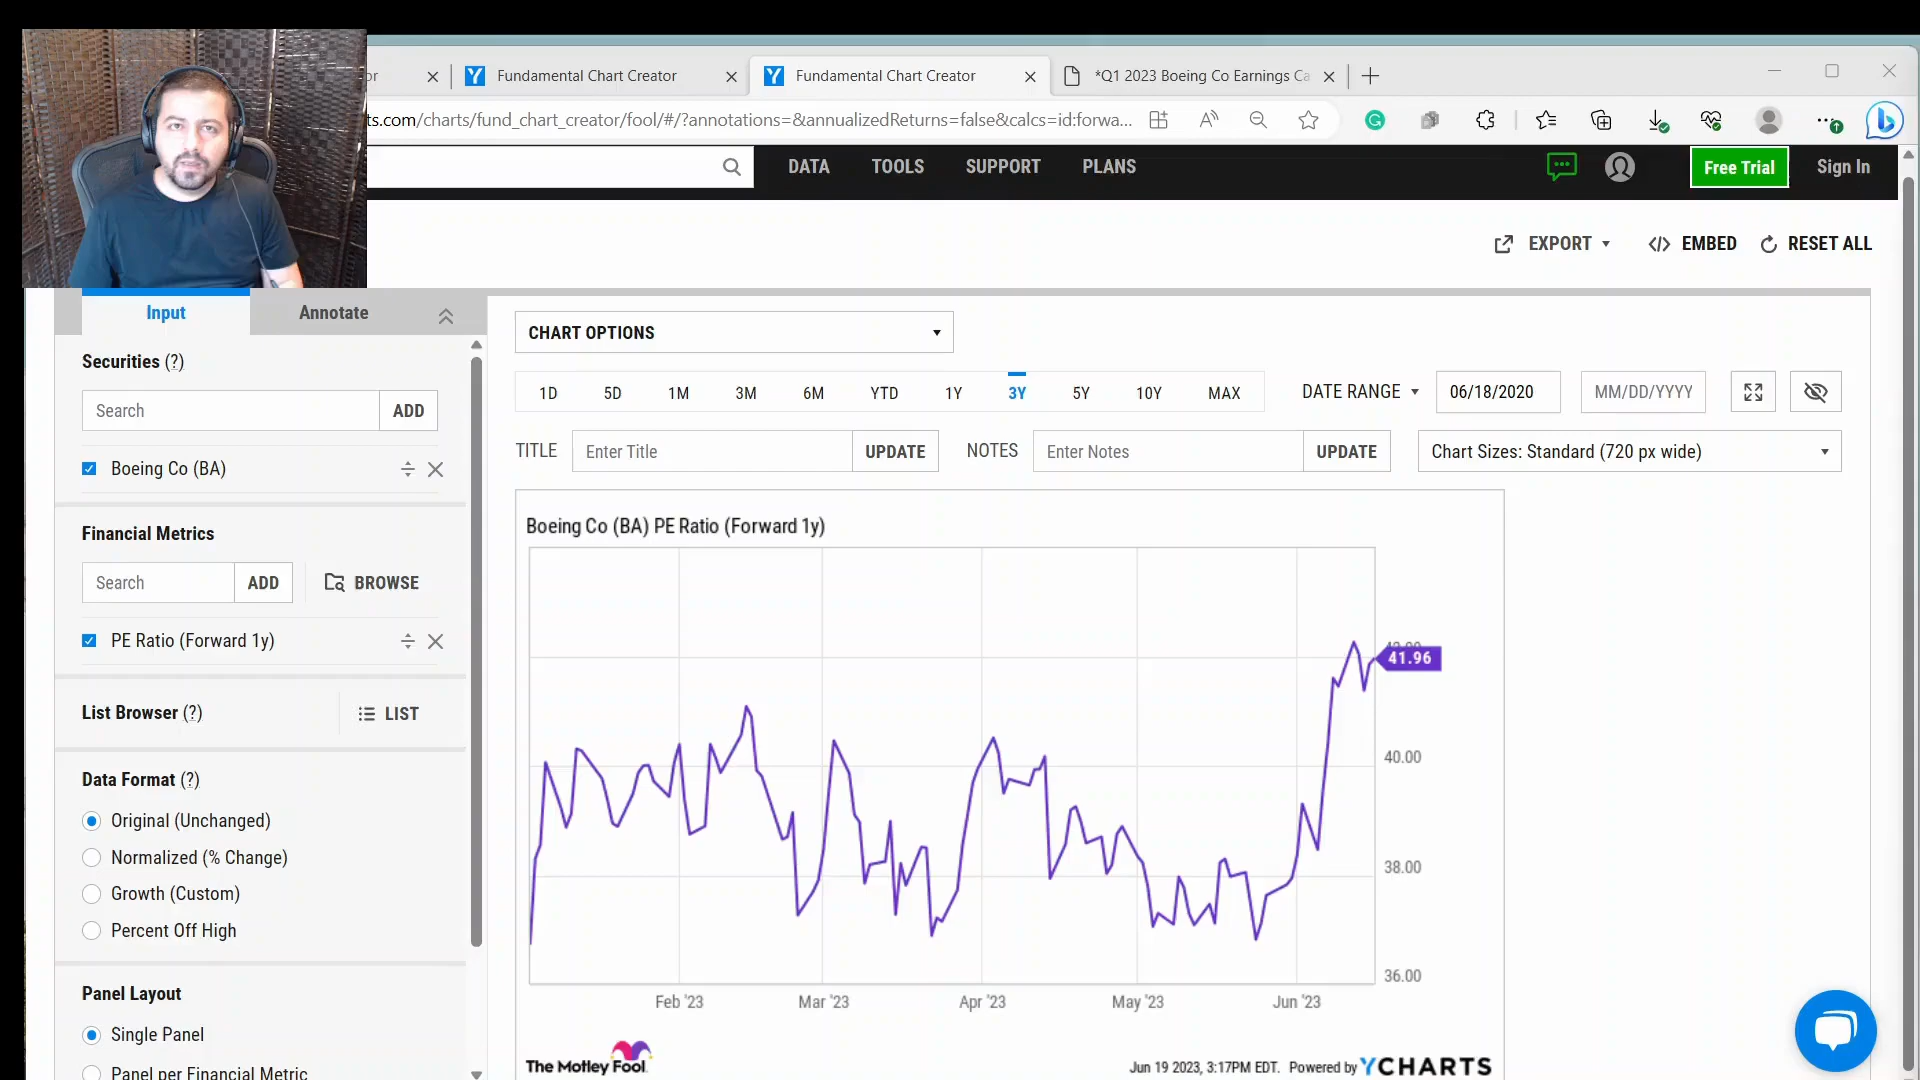 or
Fundamental Chart Creator
Fundamental Chart Creator
*Q1 2023 Boeing Co Earnings Ca
ts.com/charts/fund_chart_creator/fool/#/?annotations=&annualizedReturns=false&calcs=id:forwa...
DATA TOOLS SUPPORT PLANS
Free Trial
Sign In
EXPORT
EMBED
RESET ALL
Input
Annotate
CHART OPTIONS
Securities (?)
Search
ADD
1D 5D 1M 3M 6M YTD 1Y 3Y 5Y 10Y MAX
DATE RANGE
06/18/2020
MM/DD/YYYY
TITLE
Enter Title
UPDATE
NOTES
Enter Notes
UPDATE
Chart Sizes: Standard (720 px wide)
Boeing Co (BA)
Financial Metrics
Search
ADD
BROWSE
PE Ratio (Forward 1y)
List Browser (?)
LIST
Data Format (?)
Original (Unchanged)
Normalized (% Change)
Growth (Custom)
Percent Off High
Panel Layout
Single Panel
Panel per Financial Metric
Boeing Co (BA) PE Ratio (Forward 1y)
41.96
40.00
38.00
36.00
Feb '23
Mar '23
Apr '23
May '23
Jun '23
The Motley Fool
Jun 19 2023, 3:17PM EDT. Powered by YCHARTS